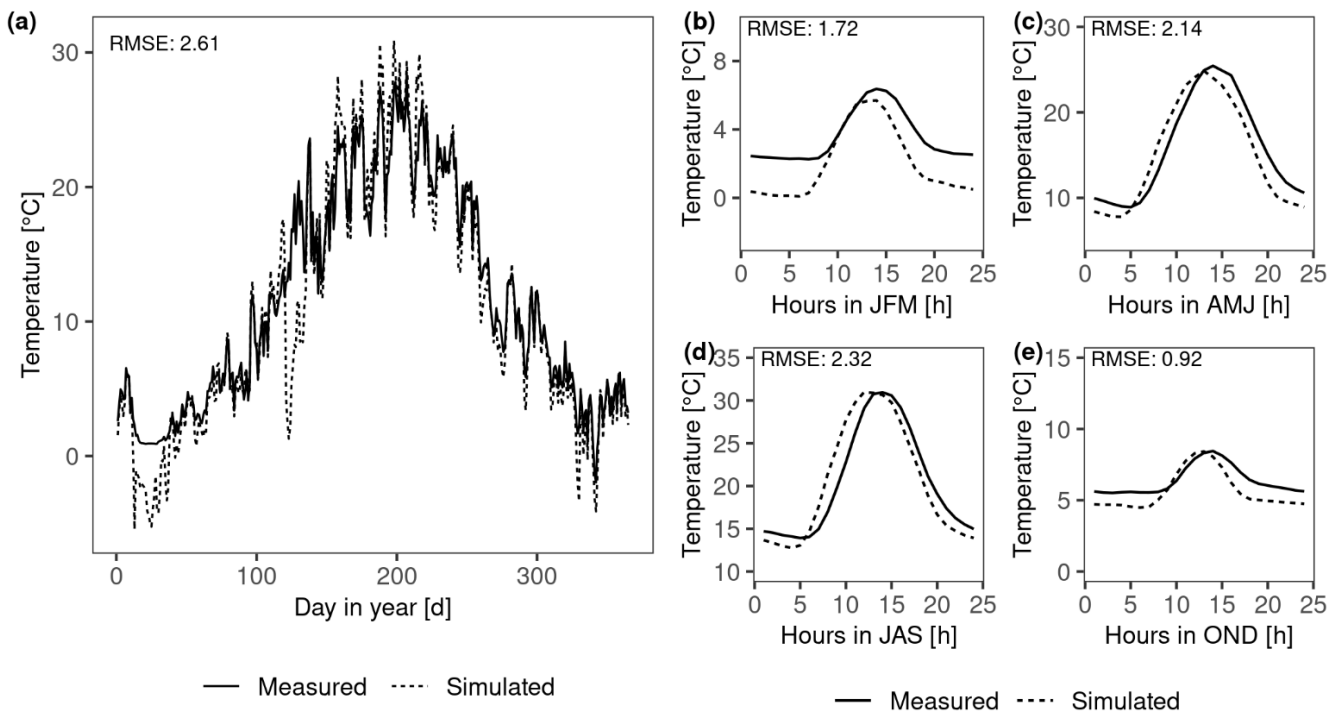 (a)
RMSE: 2.61
Temperature [°C]
30
20
10
0
0 100 200 300
Day in year [d]
Measured Simulated
(b)
RMSE: 1.72
Temperature [°C]
8
4
0
0 5 10 15 20 25
Hours in JFM [h]
(c)
RMSE: 2.14
Temperature [°C]
30
20
10
0 5 10 15 20 25
Hours in AMJ [h]
(d)
RMSE: 2.32
Temperature [°C]
35
30
25
20
15
10
0 5 10 15 20 25
Hours in JAS [h]
(e)
RMSE: 0.92
Temperature [°C]
15
10
5
0
0 5 10 15 20 25
Hours in OND [h]
Measured Simulated